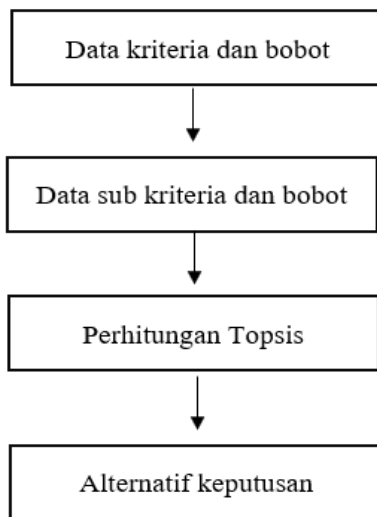 Data kriteria dan bobot
Data sub kriteria dan bobot
Perhitungan Topsis
Alternatif keputusan